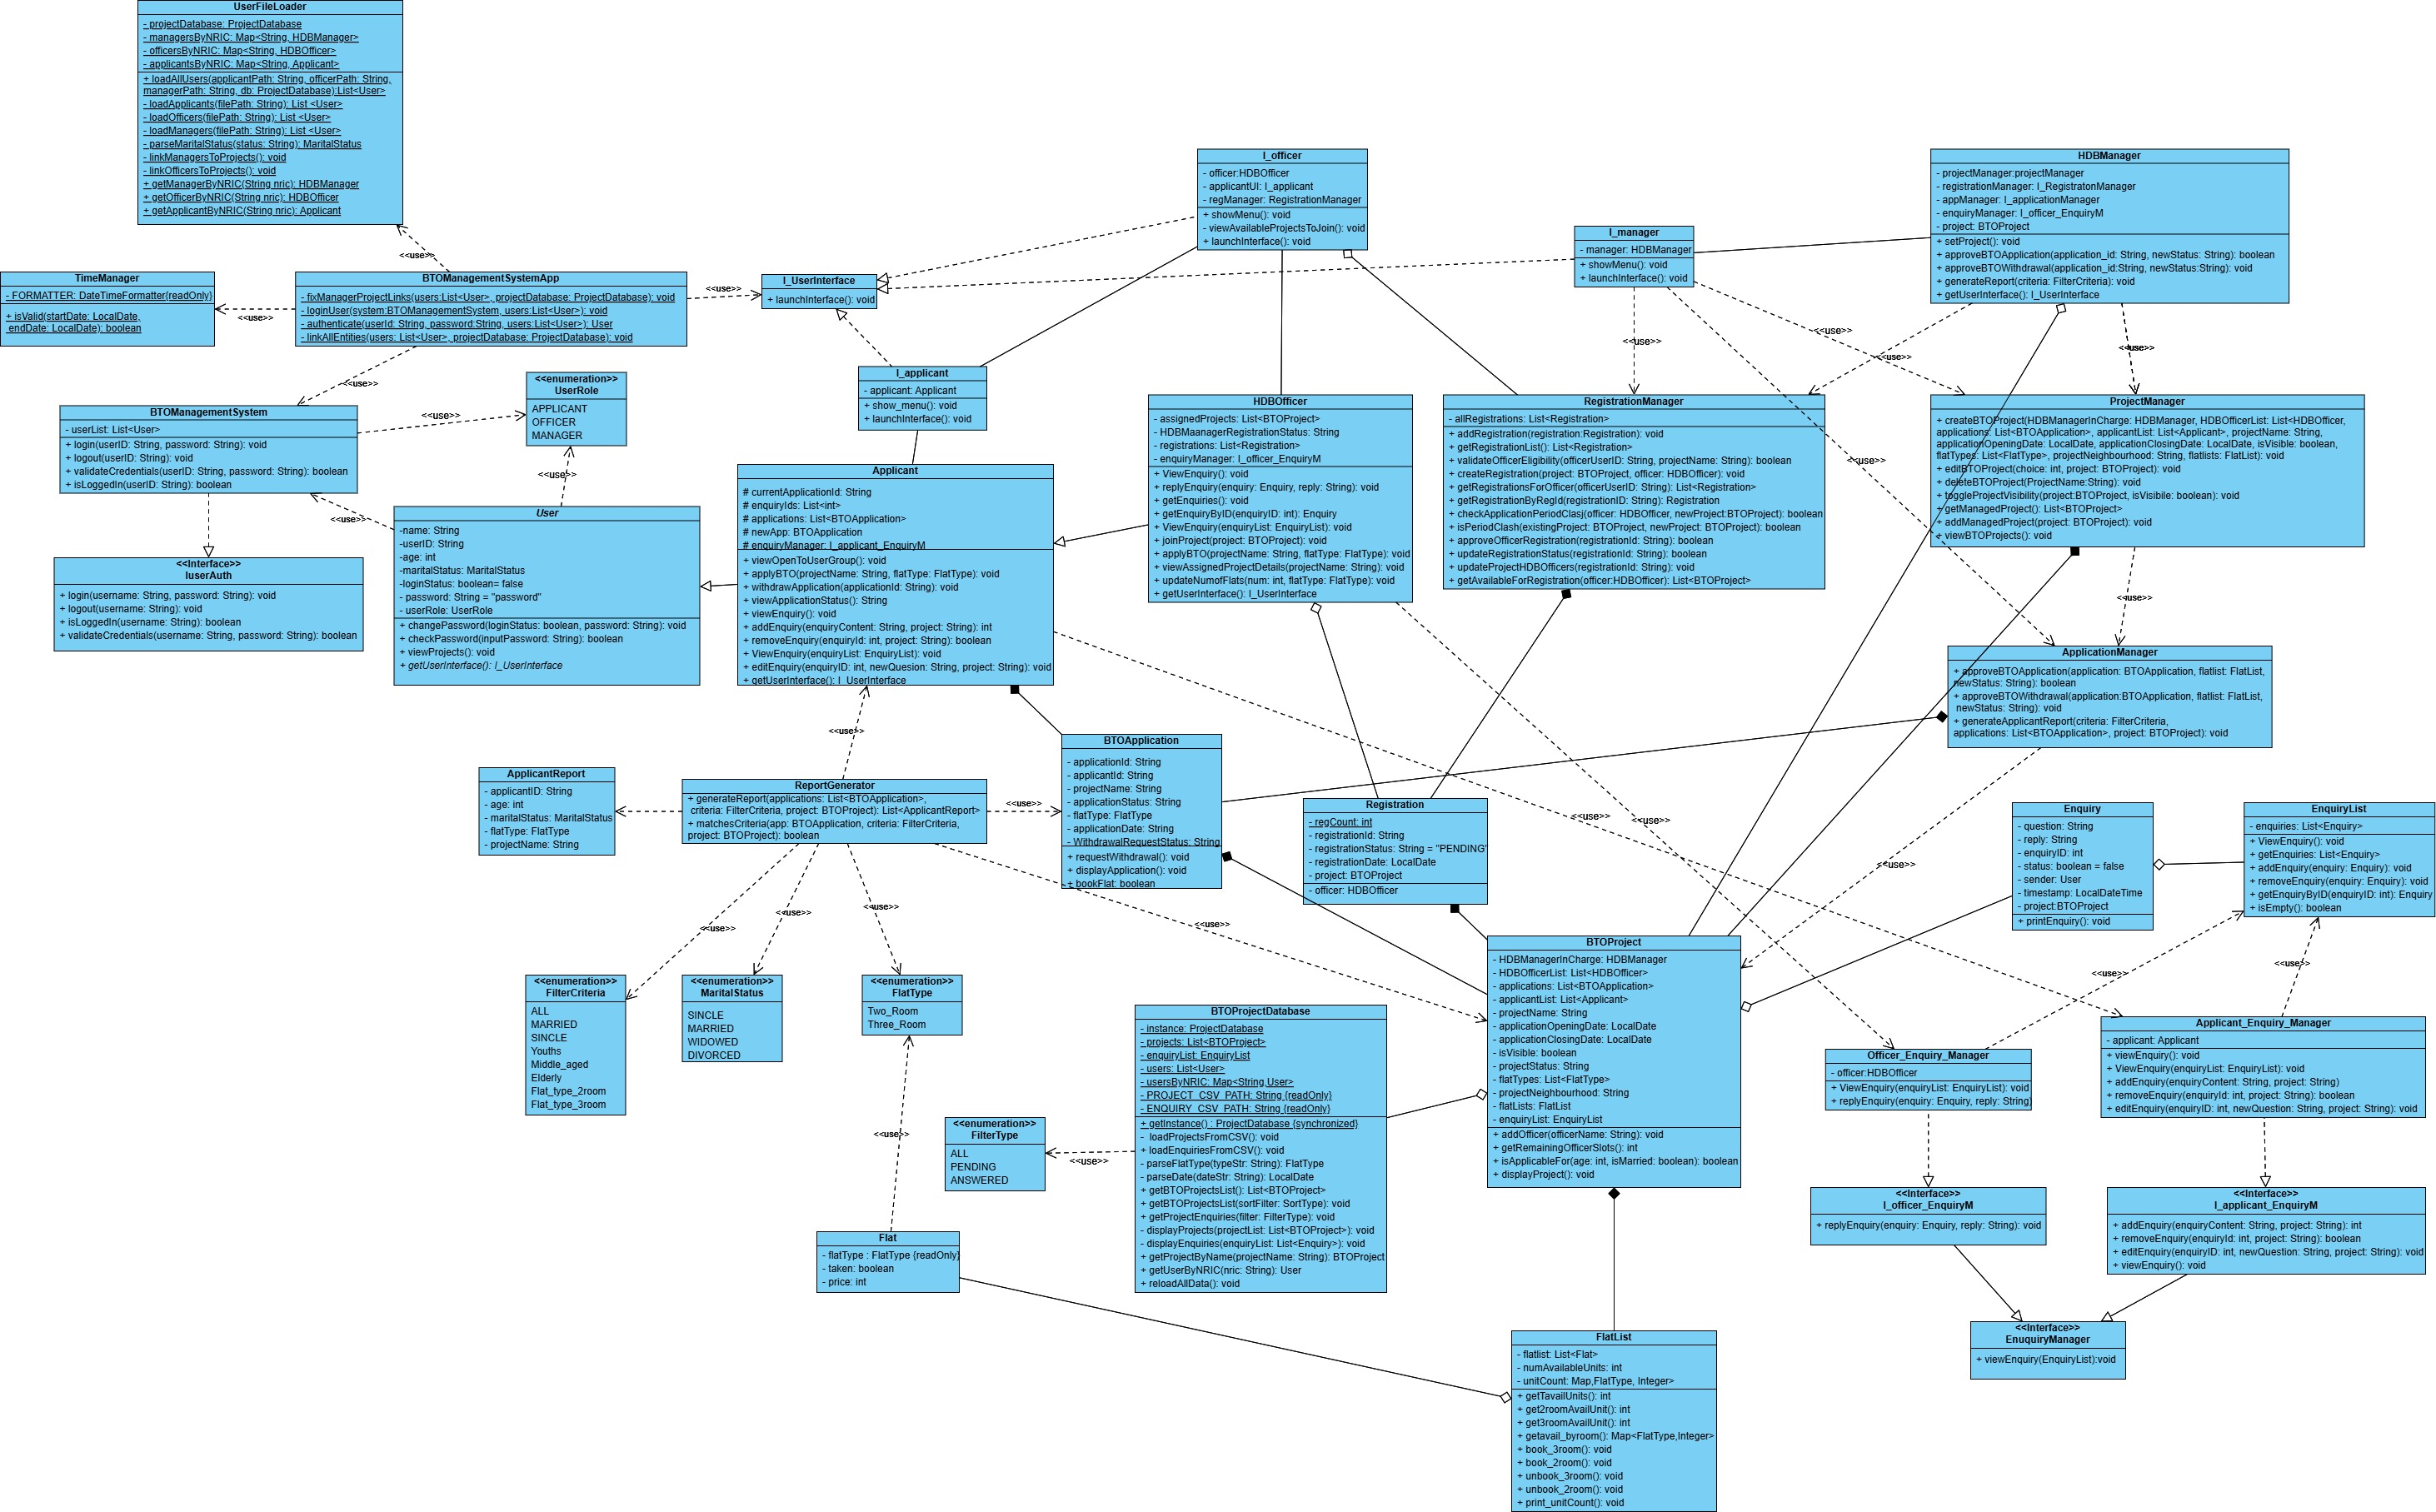 UserFileLoader
- projectDatabase: ProjectDatabase
- managersByNRIC: Map<String, HDBManager>
- officersByNRIC: Map<String, HDBOfficer>
- applicantsByNRIC: Map<String, Applicant>
+ loadAllUsers(applicantPath: String, officerPath: String,
managerPath: String, db: ProjectDatabase):List<User>
- loadApplicants(filePath: String): List <User>
- loadOfficers(filePath: String): List <User>
- loadManagers(filePath: String): List <User>
- parseMaritalStatus(status: String): MaritalStatus
- linkManagersToProjects(): void
- linkOfficersToProjects(): void
+ getManagerByNRIC(String nric): HDBManager
+ getOfficerByNRIC(String nric): HDBOfficer
+ getApplicantByNRIC(String nric): Applicant
<<use>>
TimeManager
- FORMATTER: DateTimeFormatter{readOnly}
+ isValid(startDate: LocalDate,
endDate: LocalDate): boolean
<<use>>
BTOManagementSystemApp
- fixManagerProjectLinks(users:List<User>, projectDatabase: ProjectDatabase): void
- loginUser(system:BTOManagementSystem, users:List<User>): void
- authenticate(userId: String, password:String, users:List<User>): User
- linkAllEntities(users: List<User>, projectDatabase: ProjectDatabase): void
<<use>>
I_UserInterface
+ launchInterface(): void
I_officer
- officer:HDBOfficer
- applicantUI: I_applicant
- regManager: RegistrationManager
+ showMenu(): void
- viewAvailableProjectsToJoin(): void
+ launchInterface(): void
I_manager
- manager: HDBManager
+ showMenu(): void
+ launchInterface(): void
HDBManager
- projectManager:projectManager
- registrationManager: I_RegistratonManager
- appManager: I_applicationManager
- enquiryManager: I_officer_EnquiryM
- project: BTOProject
+ setProject(): void
+ approveBTOApplication(application_id: String, newStatus: String): boolean
+ approveBTOWithdrawal(application_id:String, newStatus:String): void
+ generateReport(criteria: FilterCriteria): void
+ getUserInterface(): I_UserInterface
<<use>>
<<use>>
<<use>>
<<use>>
<<use>>
<<use>>
BTOManagementSystem
- userList: List<User>
+ login(userID: String, password: String): void
+ logout(userID: String): void
+ validateCredentials(userID: String, password: String): boolean
+ isLoggedIn(userID: String): boolean
<<use>>
<<enumeration>>
UserRole
APPLICANT
OFFICER
MANAGER
<<use>>
<<use>>
<<Interface>>
IuserAuth
+ login(username: String, password: String): void
+ logout(username: String): void
+ isLoggedIn(username: String): boolean
+ validateCredentials(username: String, password: String): boolean
User
-name: String
-userID: String
-age: int
-maritalStatus: MaritalStatus
-loginStatus: boolean= false
- password: String = "password"
- userRole: UserRole
+ changePassword(loginStatus: boolean, password: String): void
+ checkPassword(inputPassword: String): boolean
+ viewProjects(): void
+ getUserInterface(): I_UserInterface
I_applicant
- applicant: Applicant
+ show_menu(): void
+ launchInterface(): void
Applicant
# currentApplicationId: String
# enquiryIds: List<int>
# applications: List<BTOApplication>
# newApp: BTOApplication
# enquiryManager: I_applicant_EnquiryM
+ viewOpenToUserGroup(): void
+ applyBTO(projectName: String, flatType: FlatType): void
+ withdrawApplication(applicationId: String): void
+ viewApplicationStatus(): String
+ viewEnquiry(): void
+ addEnquiry(enquiryContent: String, project: String): int
+ removeEnquiry(enquiryId: int, project: String): boolean
+ ViewEnquiry(enquiryList: EnquiryList): void
+ editEnquiry(enquiryID: int, newQuesion: String, project: String): void
+ getUserInterface(): I_UserInterface
HDBOfficer
- assignedProjects: List<BTOProject>
- HDBMaanagerRegistrationStatus: String
- registrations: List<Registration>
- enquiryManager: I_officer_EnquiryM
+ ViewEnquiry(): void
+ replyEnquiry(enquiry: Enquiry, reply: String): void
+ getEnquiries(): void
+ getEnquiryByID(enquiryID: int): Enquiry
+ ViewEnquiry(enquiryList: EnquiryList): void
+ joinProject(project: BTOProject): void
+ applyBTO(projectName: String, flatType: FlatType): void
+ viewAssignedProjectDetails(projectName: String): void
+ updateNumofFlats(num: int, flatType: FlatType): void
+ getUserInterface(): I_UserInterface
RegistrationManager
- allRegistrations: List<Registration>
+ addRegistration(registration:Registration): void
+ getRegistrationList(): List<Registration>
+ validateOfficerEligibility(officerUserID: String, projectName: String): boolean
+ createRegistration(project: BTOProject, officer: HDBOfficer): void
+ getRegistrationsForOfficer(officerUserID: String): List<Registration>
+ getRegistrationByRegId(registrationID: String): Registration
+ checkApplicationPeriodClasj(officer: HDBOfficer, newProject:BTOProject): boolean
+ isPeriodClash(existingProject: BTOProject, newProject: BTOProject): boolean
+ approveOfficerRegistration(registrationId: String): boolean
+ updateRegistrationStatus(registrationId: String): boolean
+ updateProjectHDBOfficers(registrationId: String): void
+ getAvailableForRegistration(officer:HDBOfficer): List<BTOProject>
ProjectManager
+ createBTOProject(HDBManagerInCharge: HDBManager, HDBOfficerList: List<HDBOfficer,
applications: List<BTOApplication>, applicantList: List<Applicant>, projectName: String,
applicationOpeningDate: LocalDate, applicationClosingDate: LocalDate, isVisible: boolean,
flatTypes: List<FlatType>, projectNeighbourhood: String, flatlists: FlatList): void
+ editBTOProject(choice: int, project: BTOProject): void
+ deleteBTOProject(ProjectName:String): void
+ toggleProjectVisibility(project:BTOProject, isVisibile: boolean): void
+ getManagedProject(): List<BTOProject>
+ addManagedProject(project: BTOProject): void
+ viewBTOProjects(): void
<<use>>
<<use>>
ApplicationManager
+ approveBTOApplication(application: BTOApplication, flatlist: FlatList,
newStatus: String): boolean
+ approveBTOWithdrawal(application:BTOApplication, flatlist: FlatList,
newStatus: String): void
+ generateApplicantReport(criteria: FilterCriteria,
applications: List<BTOApplication>, project: BTOProject): void
<<use>>
ApplicantReport
- applicantID: String
- age: int
- maritalStatus: MaritalStatus
- flatType: FlatType
- projectName: String
ReportGenerator
+ generateReport(applications: List<BTOApplication>,
criteria: FilterCriteria, project: BTOProject): List<ApplicantReport>
+ matchesCriteria(app: BTOApplication, criteria: FilterCriteria,
project: BTOProject): boolean
<<use>>
BTOApplication
- applicationId: String
- applicantId: String
- projectName: String
- applicationStatus: String
- flatType: FlatType
- applicationDate: String
- WithdrawalRequestStatus: String
+ requestWithdrawal(): void
+ displayApplication(): void
+ bookFlat: boolean
Registration
- regCount: int
- registrationId: String
- registrationStatus: String = "PENDING"
- registrationDate: LocalDate
- project: BTOProject
- officer: HDBOfficer
<<use>>
<<use>>
<<use>>
Enquiry
- question: String
- reply: String
- enquiryID: int
- status: boolean = false
- sender: User
- timestamp: LocalDateTime
- project:BTOProject
+ printEnquiry(): void
EnquiryList
- enquiries: List<Enquiry>
+ ViewEnquiry(): void
+ getEnquiries: List<Enquiry>
+ addEnquiry(enquiry: Enquiry): void
+ removeEnquiry(enquiry: Enquiry): void
+ getEnquiryByID(enquiryID: int): Enquiry
+ isEmpty(): boolean
<<use>>
<<use>>
<<use>>
<<use>>
<<use>>
<<use>>
<<enumeration>>
FilterCriteria
ALL
MARRIED
SINCLE
Youths
Middle_aged
Elderly
Flat_type_2room
Flat_type_3room
<<enumeration>>
MaritalStatus
SINCLE
MARRIED
WIDOWED
DIVORCED
<<enumeration>>
FlatType
Two_Room
Three_Room
BTOProjectDatabase
- instance: ProjectDatabase
- projects: List<BTOProject>
- enquiryList: EnquiryList
- users: List<User>
- usersByNRIC: Map<String,User>
- PROJECT_CSV_PATH: String {readOnly}
- ENQUIRY_CSV_PATH: String {readOnly}
+ getInstance() : ProjectDatabase {synchronized}
- loadProjectsFromCSV(): void
+ loadEnquiriesFromCSV(): void
- parseFlatType(typeStr: String): FlatType
- parseDate(dateStr: String): LocalDate
+ getBTOProjectsList(): List<BTOProject>
+ getBTOProjectsList(sortFilter: SortType): void
+ getProjectEnquiries(filter: FilterType): void
- displayProjects(projectList: List<BTOProject>): void
- displayEnquiries(enquiryList: List<Enquiry>): void
+ getProjectByName(projectName: String): BTOProject
+ getUserByNRIC(nric: String): User
+ reloadAllData(): void
BTOProject
- HDBManagerInCharge: HDBManager
- HDBOfficerList: List<HDBOfficer>
- applications: List<BTOApplication>
- applicantList: List<Applicant>
- projectName: String
- applicationOpeningDate: LocalDate
- applicationClosingDate: LocalDate
- isVisible: boolean
- projectStatus: String
- flatTypes: List<FlatType>
- projectNeighbourhood: String
- flatLists: FlatList
- enquiryList: EnquiryList
+ addOfficer(officerName: String): void
+ getRemainingOfficerSlots(): int
+ isApplicableFor(age: int, isMarried: boolean): boolean
+ displayProject(): void
Officer_Enquiry_Manager
- officer:HDBOfficer
+ ViewEnquiry(enquiryList: EnquiryList): void
+ replyEnquiry(enquiry: Enquiry, reply: String)
Applicant_Enquiry_Manager
- applicant: Applicant
+ viewEnquiry(): void
+ ViewEnquiry(enquiryList: EnquiryList): void
+ addEnquiry(enquiryContent: String, project: String)
+ removeEnquiry(enquiryId: int, project: String): boolean
+ editEnquiry(enquiryID: int, newQuestion: String, project: String): void
<<enumeration>>
FilterType
ALL
PENDING
ANSWERED
<<use>>
<<use>>
<<Interface>>
I_officer_EnquiryM
+ replyEnquiry(enquiry: Enquiry, reply: String): void
<<Interface>>
I_applicant_EnquiryM
+ addEnquiry(enquiryContent: String, project: String): int
+ removeEnquiry(enquiryId: int, project: String): boolean
+ editEnquiry(enquiryID: int, newQuestion: String, project: String): void
+ viewEnquiry(): void
Flat
- flatType : FlatType {readOnly}
- taken: boolean
- price: int
<<Interface>>
EnuquiryManager
+ viewEnquiry(EnquiryList):void
FlatList
- flatlist: List<Flat>
- numAvailableUnits: int
- unitCount: Map,FlatType, Integer>
+ getTavailUnits(): int
+ get2roomAvailUnit(): int
+ get3roomAvailUnit(): int
+ getavail_byroom(): Map<FlatType,Integer>
+ book_3room(): void
+ book_2room(): void
+ unbook_3room(): void
+ unbook_2room(): void
+ print_unitCount(): void